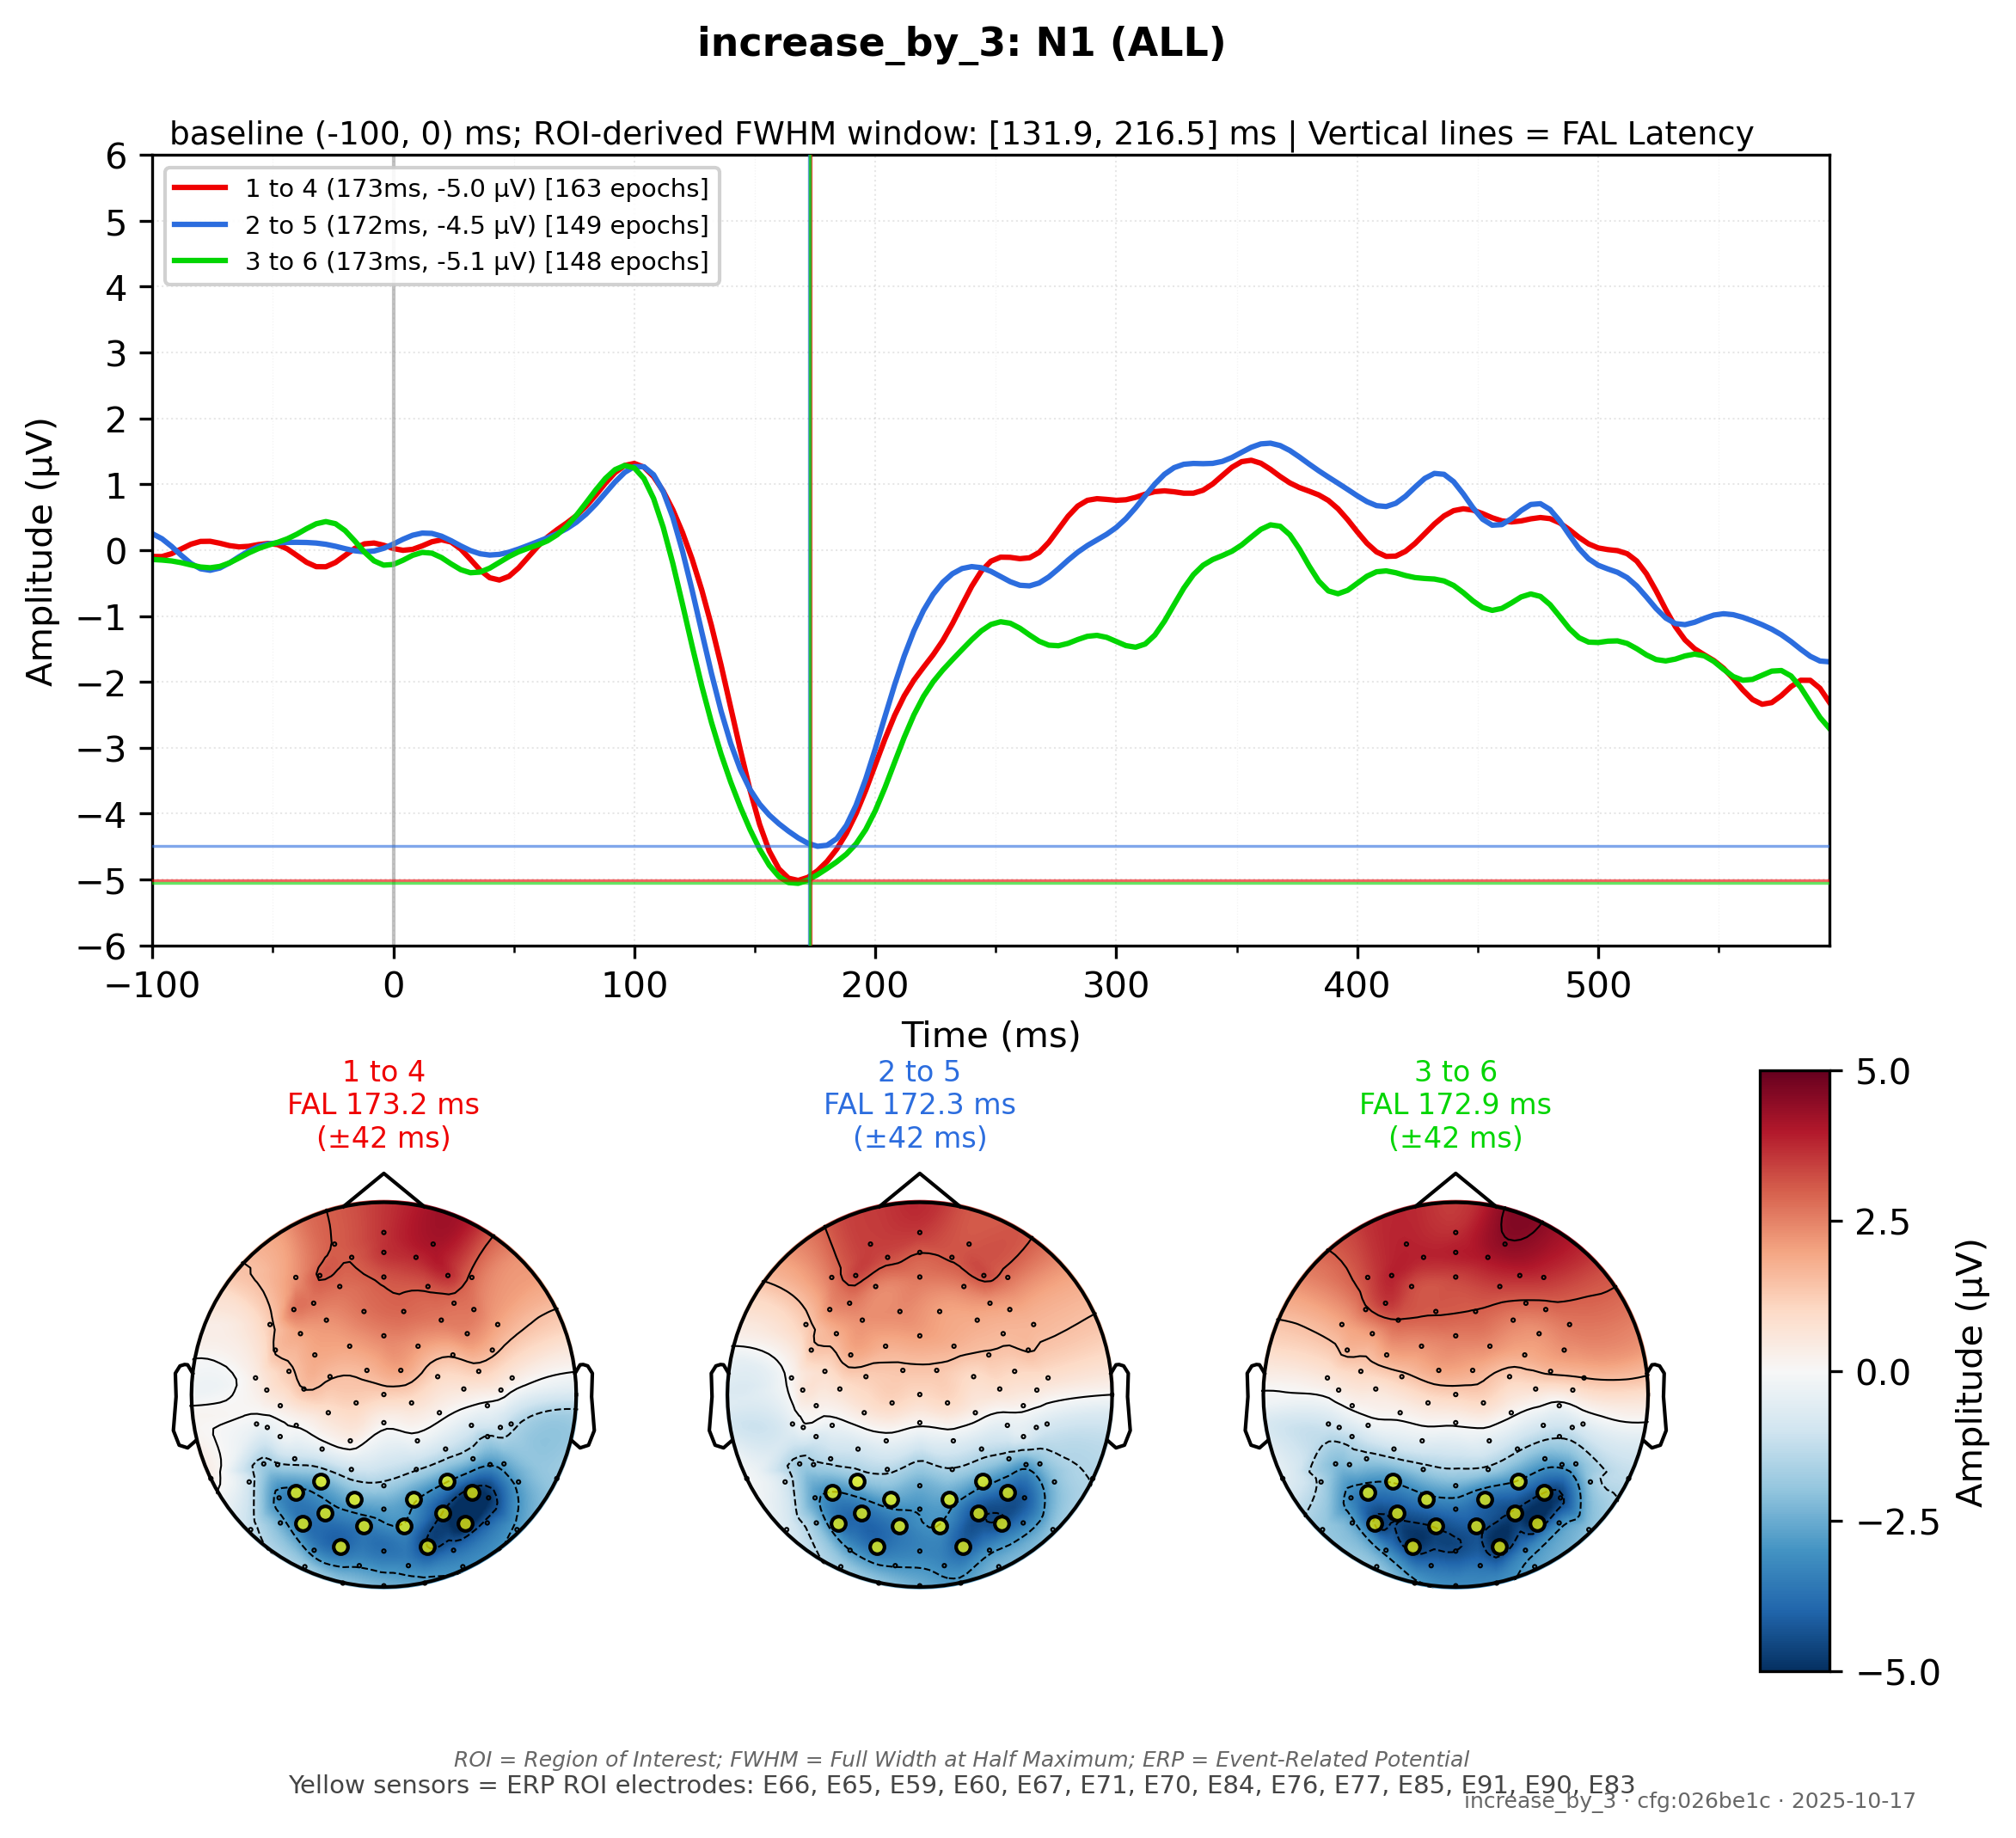 increase_by_3: N1 (ALL)
baseline (-100, 0) ms; ROI-derived FWHM window: [131.9, 216.5] ms | Vertical lines = FAL Latency
1 to 4 (173ms, -5.0 µV) [163 epochs]
2 to 5 (172ms, -4.5 µV) [149 epochs]
3 to 6 (173ms, -5.1 µV) [148 epochs]
Amplitude (µV)
6
5
4
3
2
1
0
−1
−2
−3
−4
−5
−6
−100 0 100 200 300 400 500
Time (ms)
1 to 4
FAL 173.2 ms
(±42 ms)
2 to 5
FAL 172.3 ms
(±42 ms)
3 to 6
FAL 172.9 ms
(±42 ms)
5.0
2.5
0.0
−2.5
−5.0
Amplitude (µV)
ROI = Region of Interest; FWHM = Full Width at Half Maximum; ERP = Event-Related Potential
Yellow sensors = ERP ROI electrodes: E66, E65, E59, E60, E67, E71, E70, E84, E76, E77, E85, E91, E90, E83
increase_by_3 · cfg:026be1c · 2025-10-17